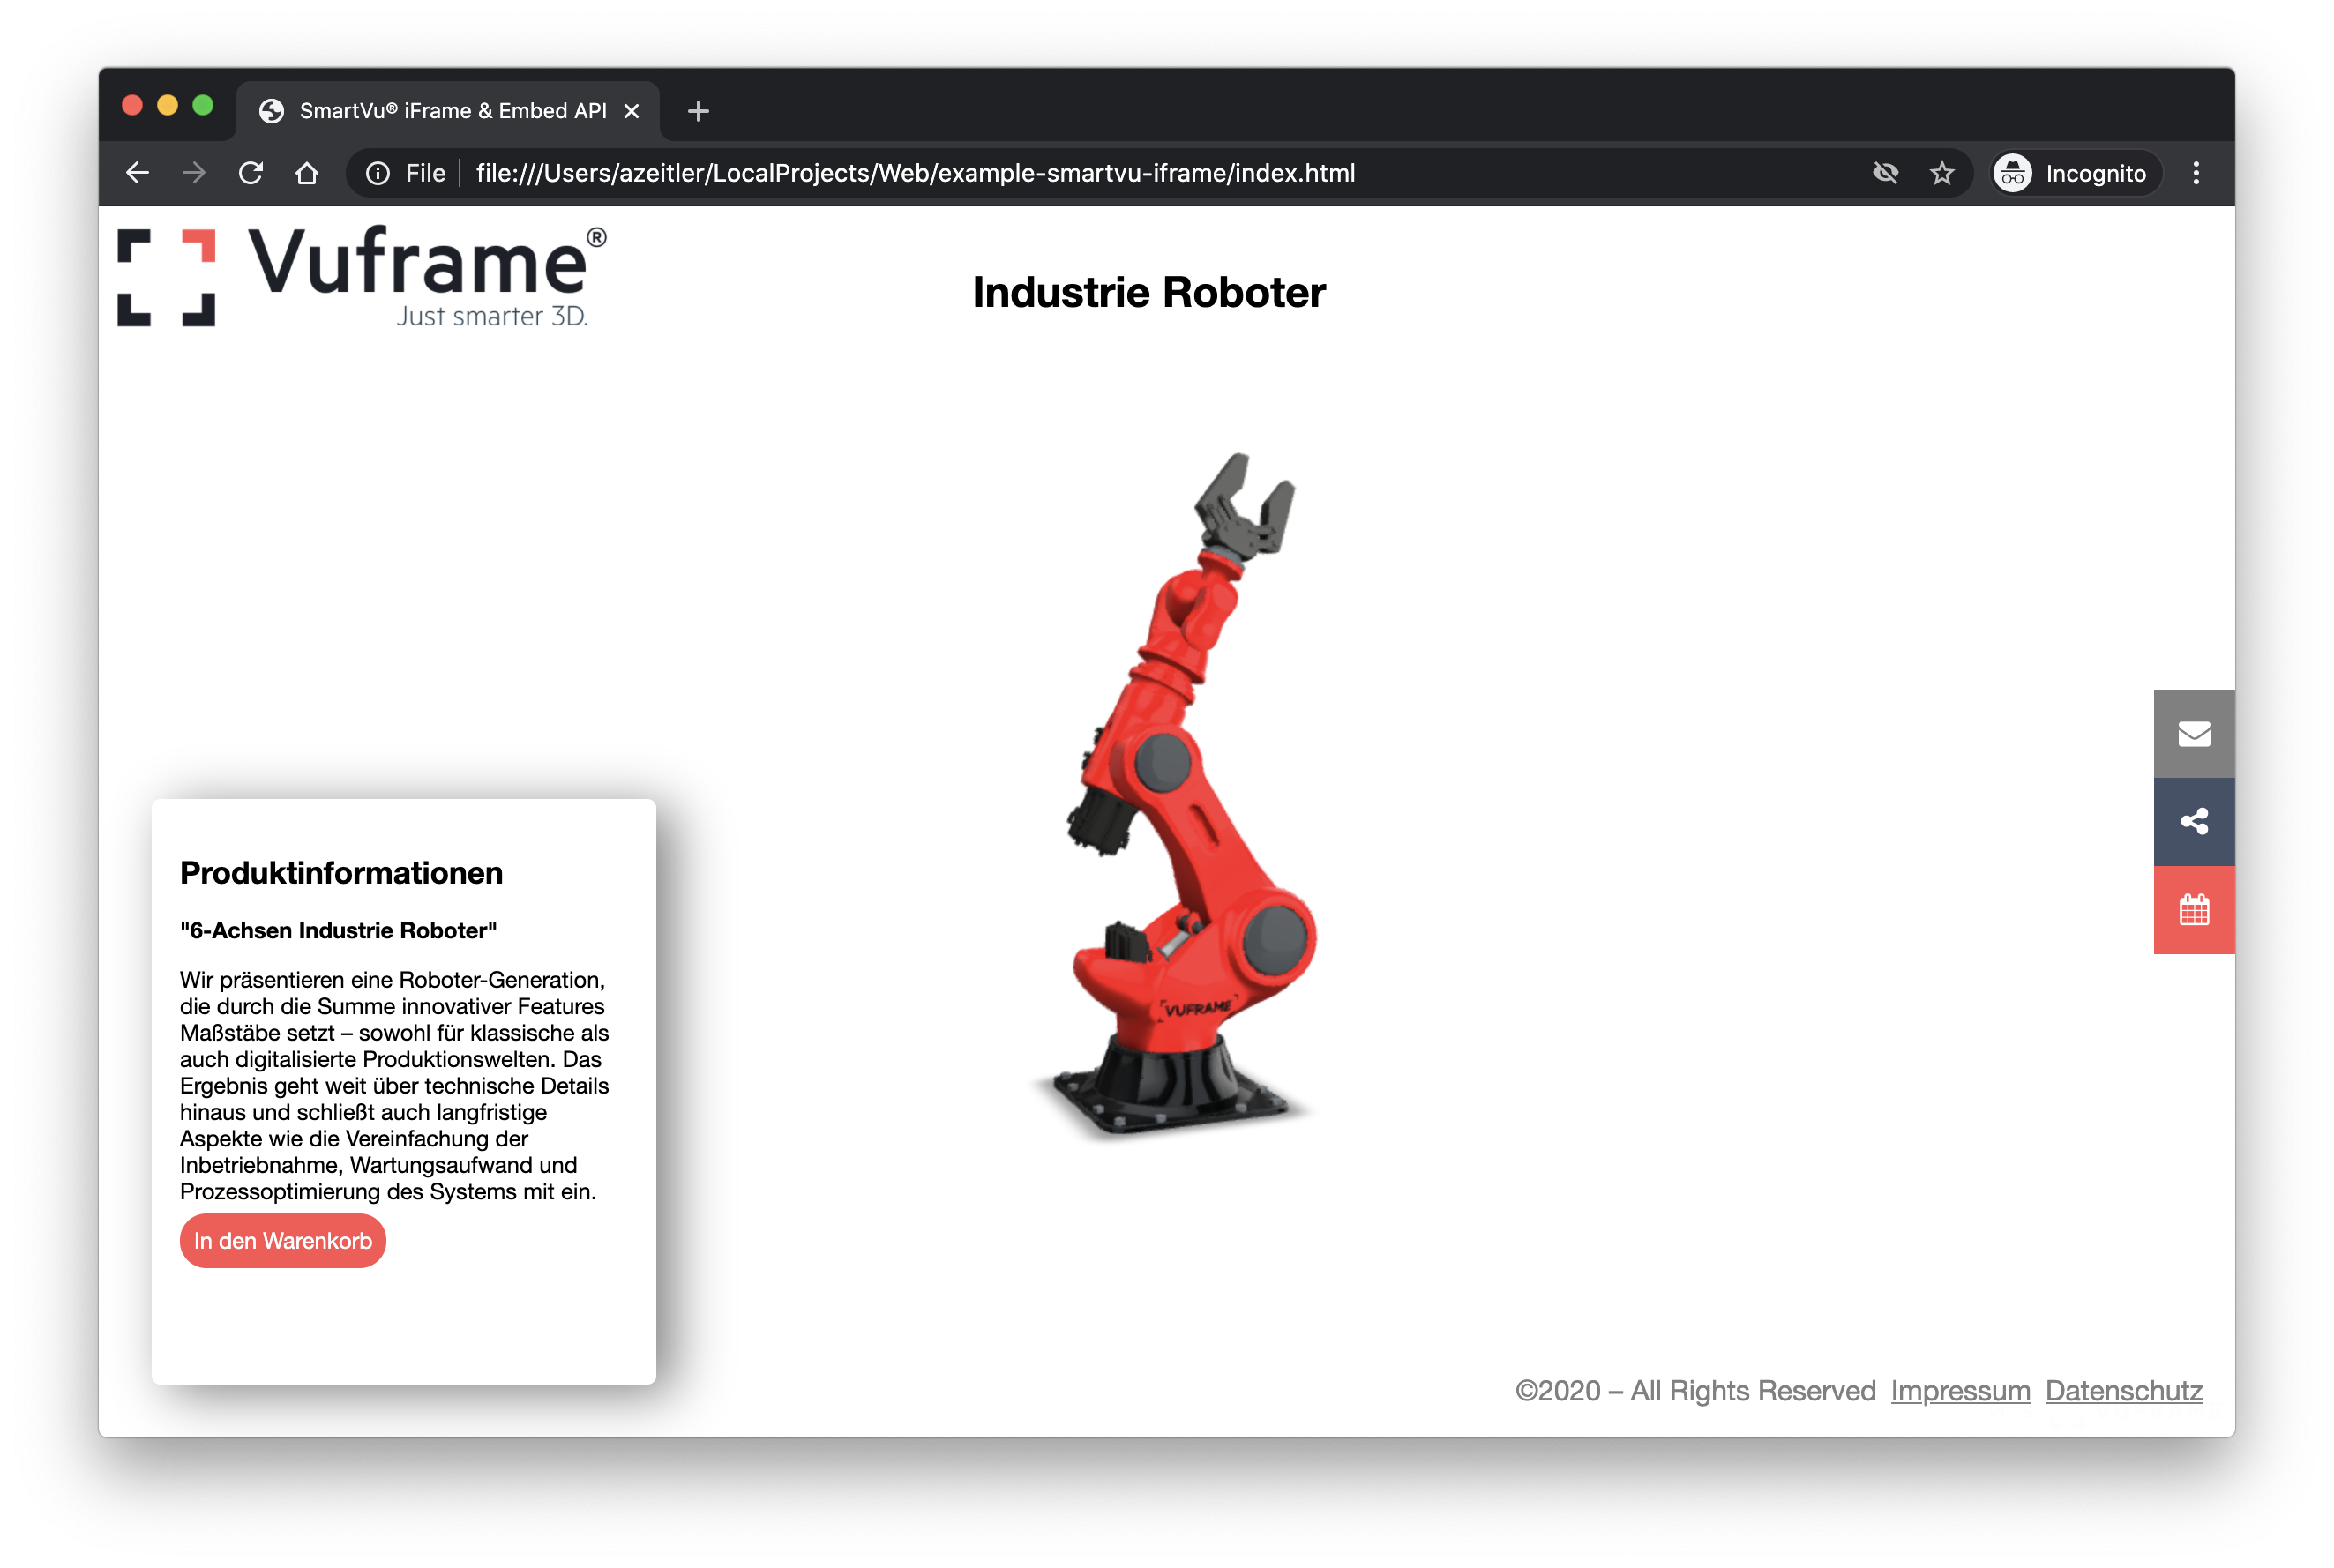 SmartVu® iFrame & Embed API
File
file:///Users/azeitler/LocalProjects/Web/example-smartvu-iframe/index.html
Incognito
Vuframe®
Just smarter 3D.
Industrie Roboter
VUFRAME
Produktinformationen
"6-Achsen Industrie Roboter"
Wir präsentieren eine Roboter-Generation,
die durch die Summe innovativer Features
Maßstäbe setzt – sowohl für klassische als
auch digitalisierte Produktionswelten. Das
Ergebnis geht weit über technische Details
hinaus und schließt auch langfristige
Aspekte wie die Vereinfachung der
Inbetriebnahme, Wartungsaufwand und
Prozessoptimierung des Systems mit ein.
In den Warenkorb
©2020 – All Rights Reserved Impressum Datenschutz